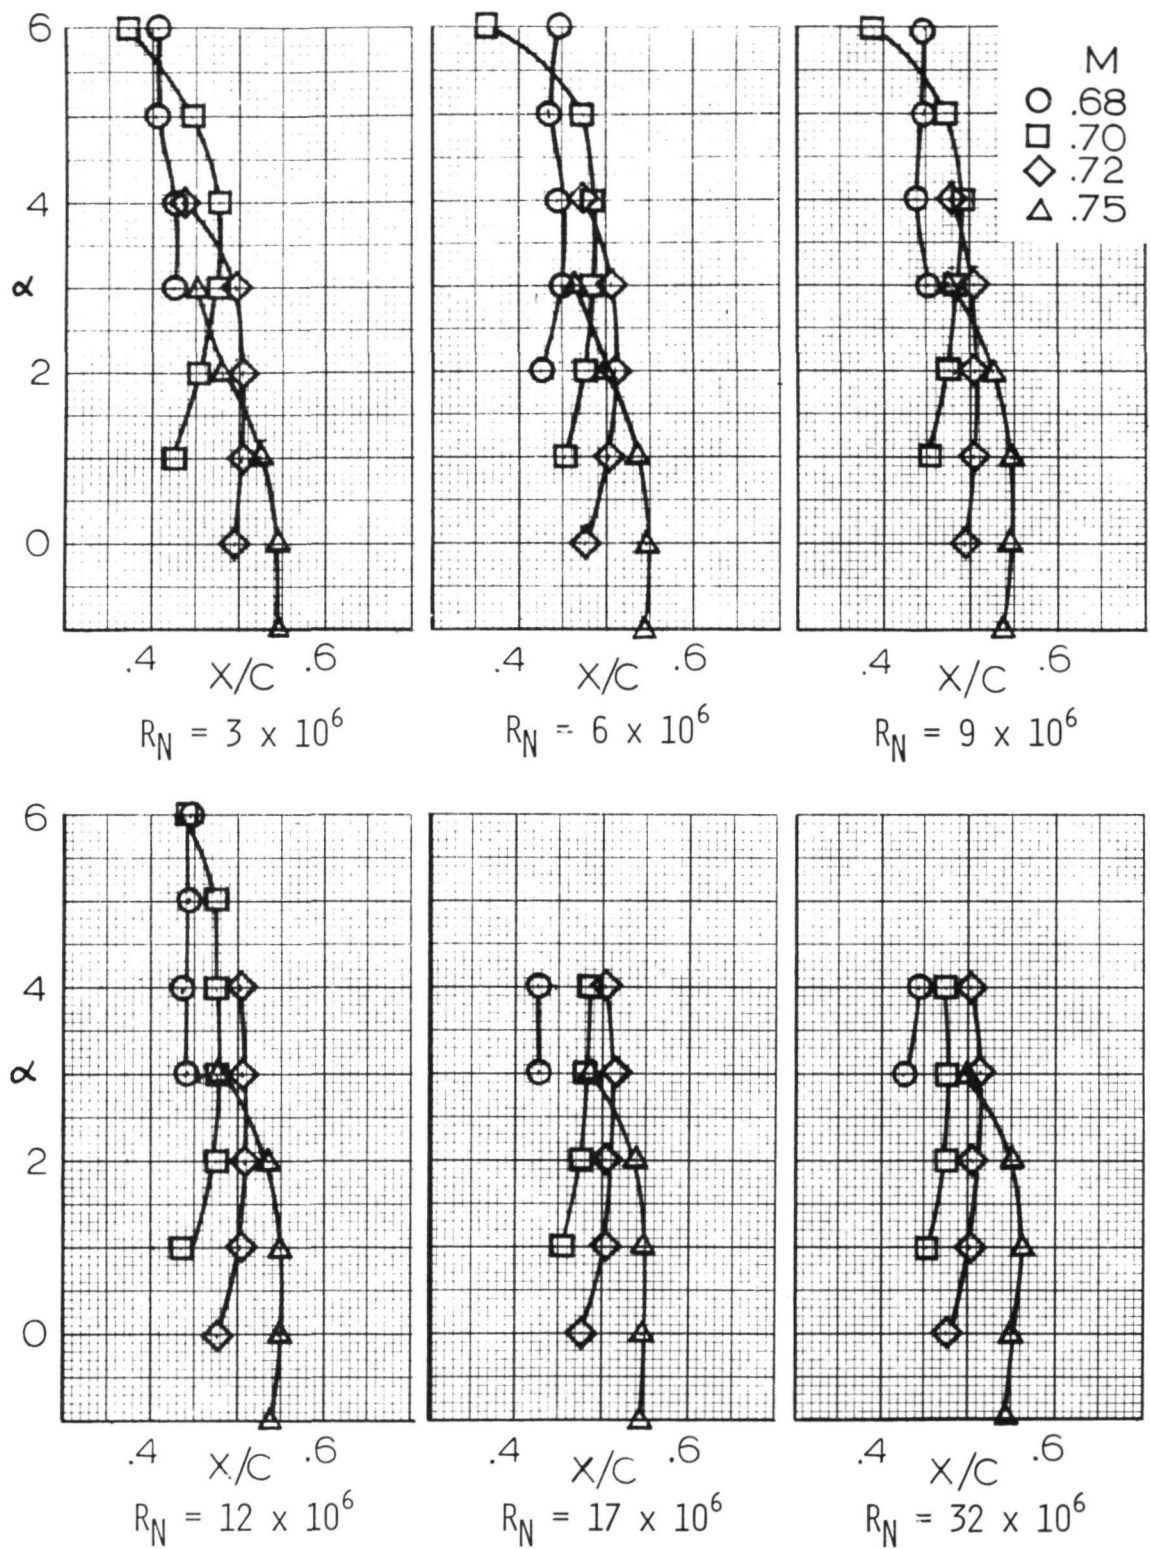 6
4
α
2
0
M
○ .68
□ .70
◇ .72
△ .75
.4 X/C .6
.4 X/C .6
.4 X/C .6
R_N = 3 x 10^6
R_N = 6 x 10^6
R_N = 9 x 10^6
6
4
α
2
0
.4 X/C .6
.4 X/C .6
.4 X/C .6
R_N = 12 x 10^6
R_N = 17 x 10^6
R_N = 32 x 10^6